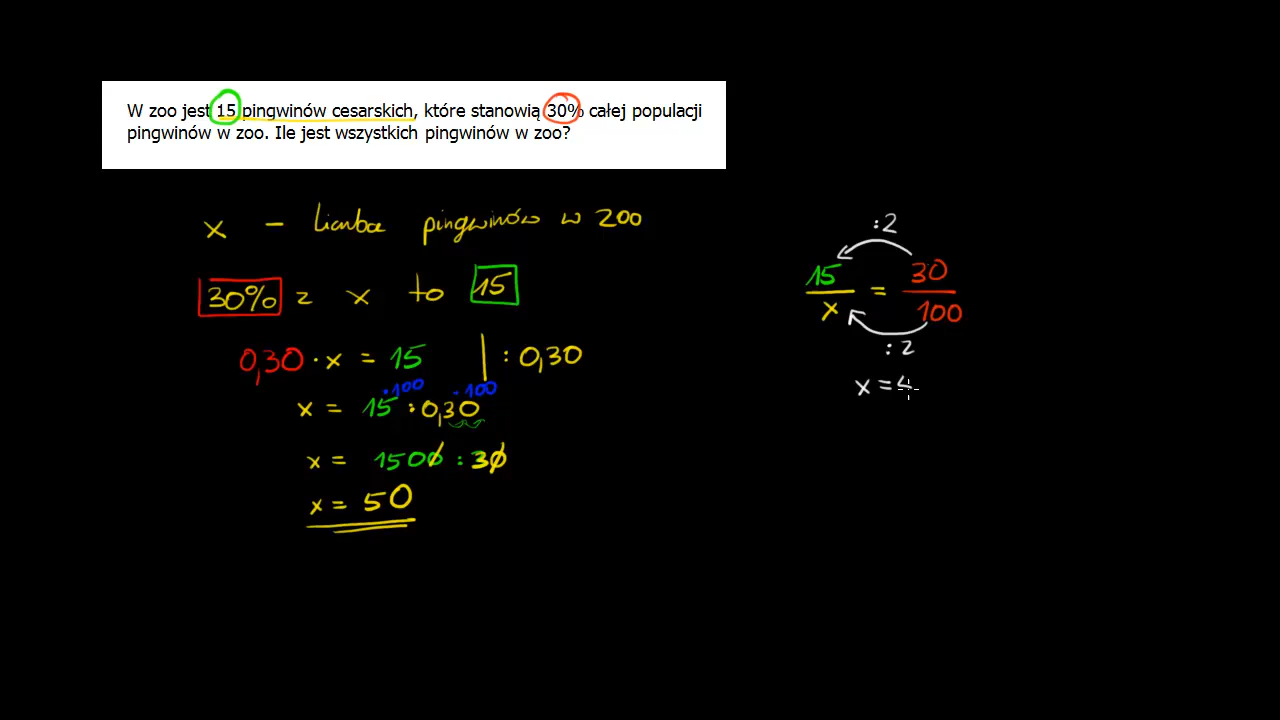 W zoo jest 15 pingwinów cesarskich, które stanowią 30% całej populacji
pingwinów w zoo. Ile jest wszystkich pingwinów w zoo?
x - liczba pingwinów w zoo
30% z x to 15
0,30 · x = 15 | : 0,30
·100 ·100
x = 15 : 0,30
x = 1500 : 30
x = 50
:2
15/x = 30/100
: 2
x = 4